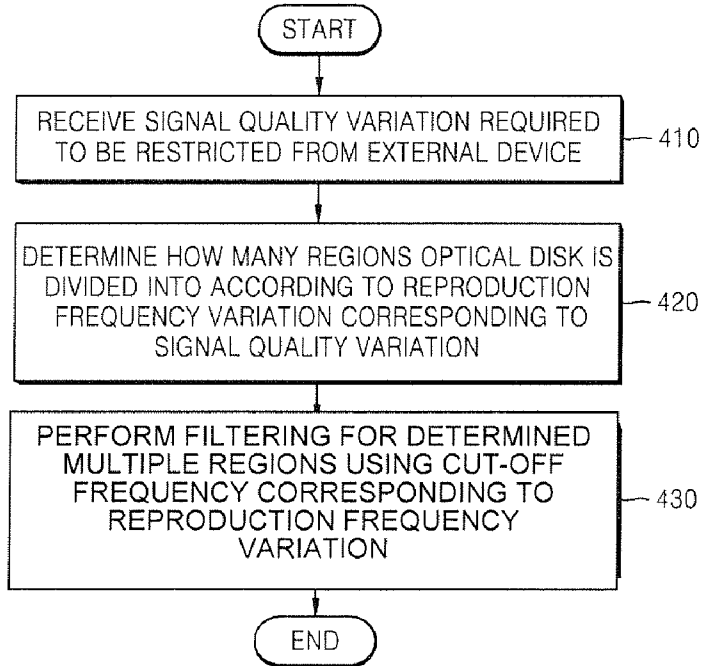 START
RECEIVE SIGNAL QUALITY VARIATION REQUIRED
TO BE RESTRICTED FROM EXTERNAL DEVICE
410
DETERMINE HOW MANY REGIONS OPTICAL DISK IS
DIVIDED INTO ACCORDING TO REPRODUCTION
FREQUENCY VARIATION CORRESPONDING TO
SIGNAL QUALITY VARIATION
420
PERFORM FILTERING FOR DETERMINED
MULTIPLE REGIONS USING CUT-OFF
FREQUENCY CORRESPONDING TO
REPRODUCTION FREQUENCY
VARIATION
430
END